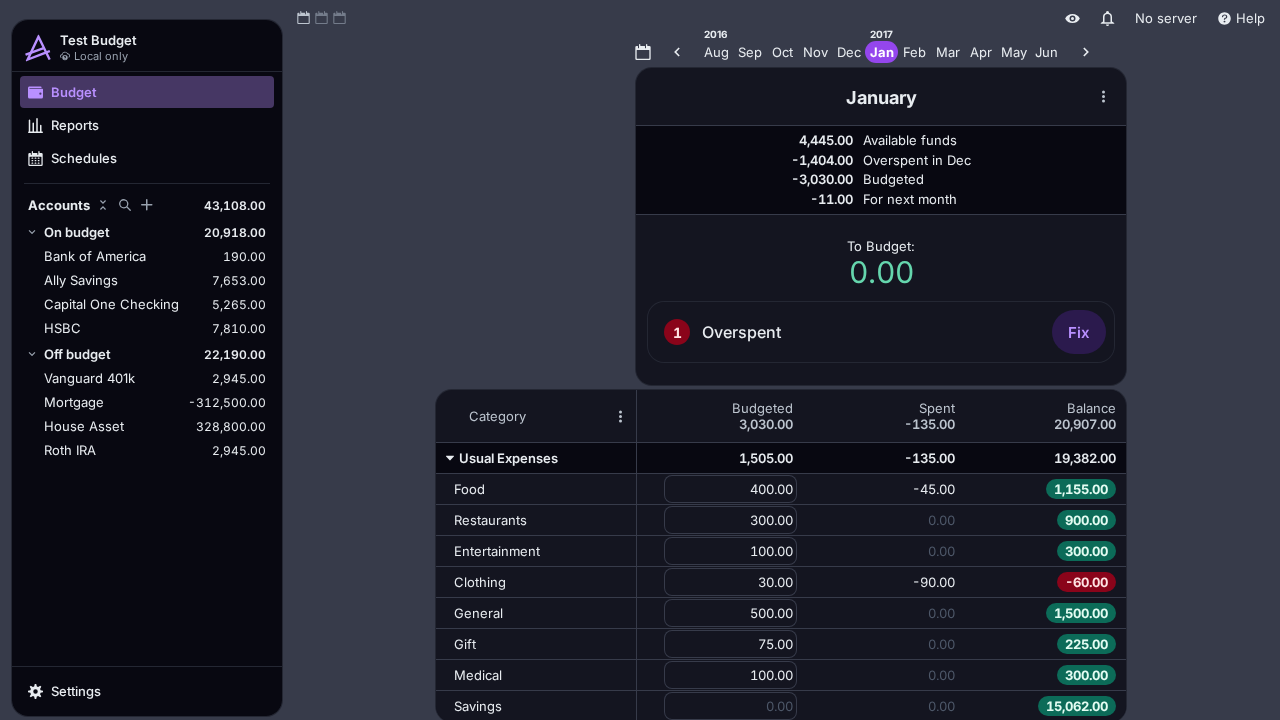 Test Budget
Local only
No server
Help
Budget
Reports
Schedules
Accounts 43,108.00
On budget 20,918.00
Bank of America 190.00
Ally Savings 7,653.00
Capital One Checking 5,265.00
HSBC 7,810.00
Off budget 22,190.00
Vanguard 401k 2,945.00
Mortgage -312,500.00
House Asset 328,800.00
Roth IRA 2,945.00
Settings
2016 2017
Aug Sep Oct Nov Dec Jan Feb Mar Apr May Jun
January
4,445.00 Available funds
-1,404.00 Overspent in Dec
-3,030.00 Budgeted
-11.00 For next month
To Budget:
0.00
1 Overspent Fix
Category Budgeted Spent Balance
3,030.00 -135.00 20,907.00
Usual Expenses 1,505.00 -135.00 19,382.00
Food 400.00 -45.00 1,155.00
Restaurants 300.00 0.00 900.00
Entertainment 100.00 0.00 300.00
Clothing 30.00 -90.00 -60.00
General 500.00 0.00 1,500.00
Gift 75.00 0.00 225.00
Medical 100.00 0.00 300.00
Savings 0.00 0.00 15,062.00